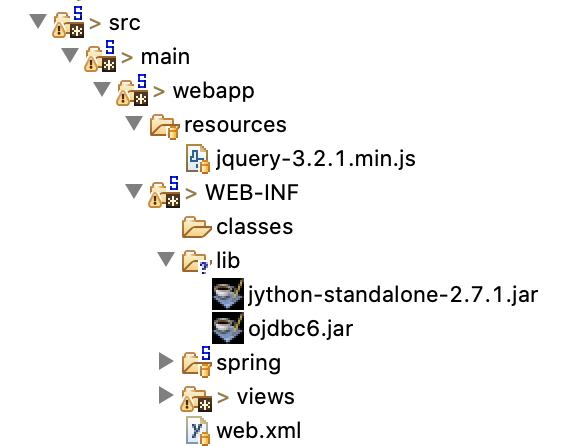 > src
> main
> webapp
resources
jquery-3.2.1.min.js
> WEB-INF
classes
lib
jython-standalone-2.7.1.jar
ojdbc6.jar
spring
> views
web.xml